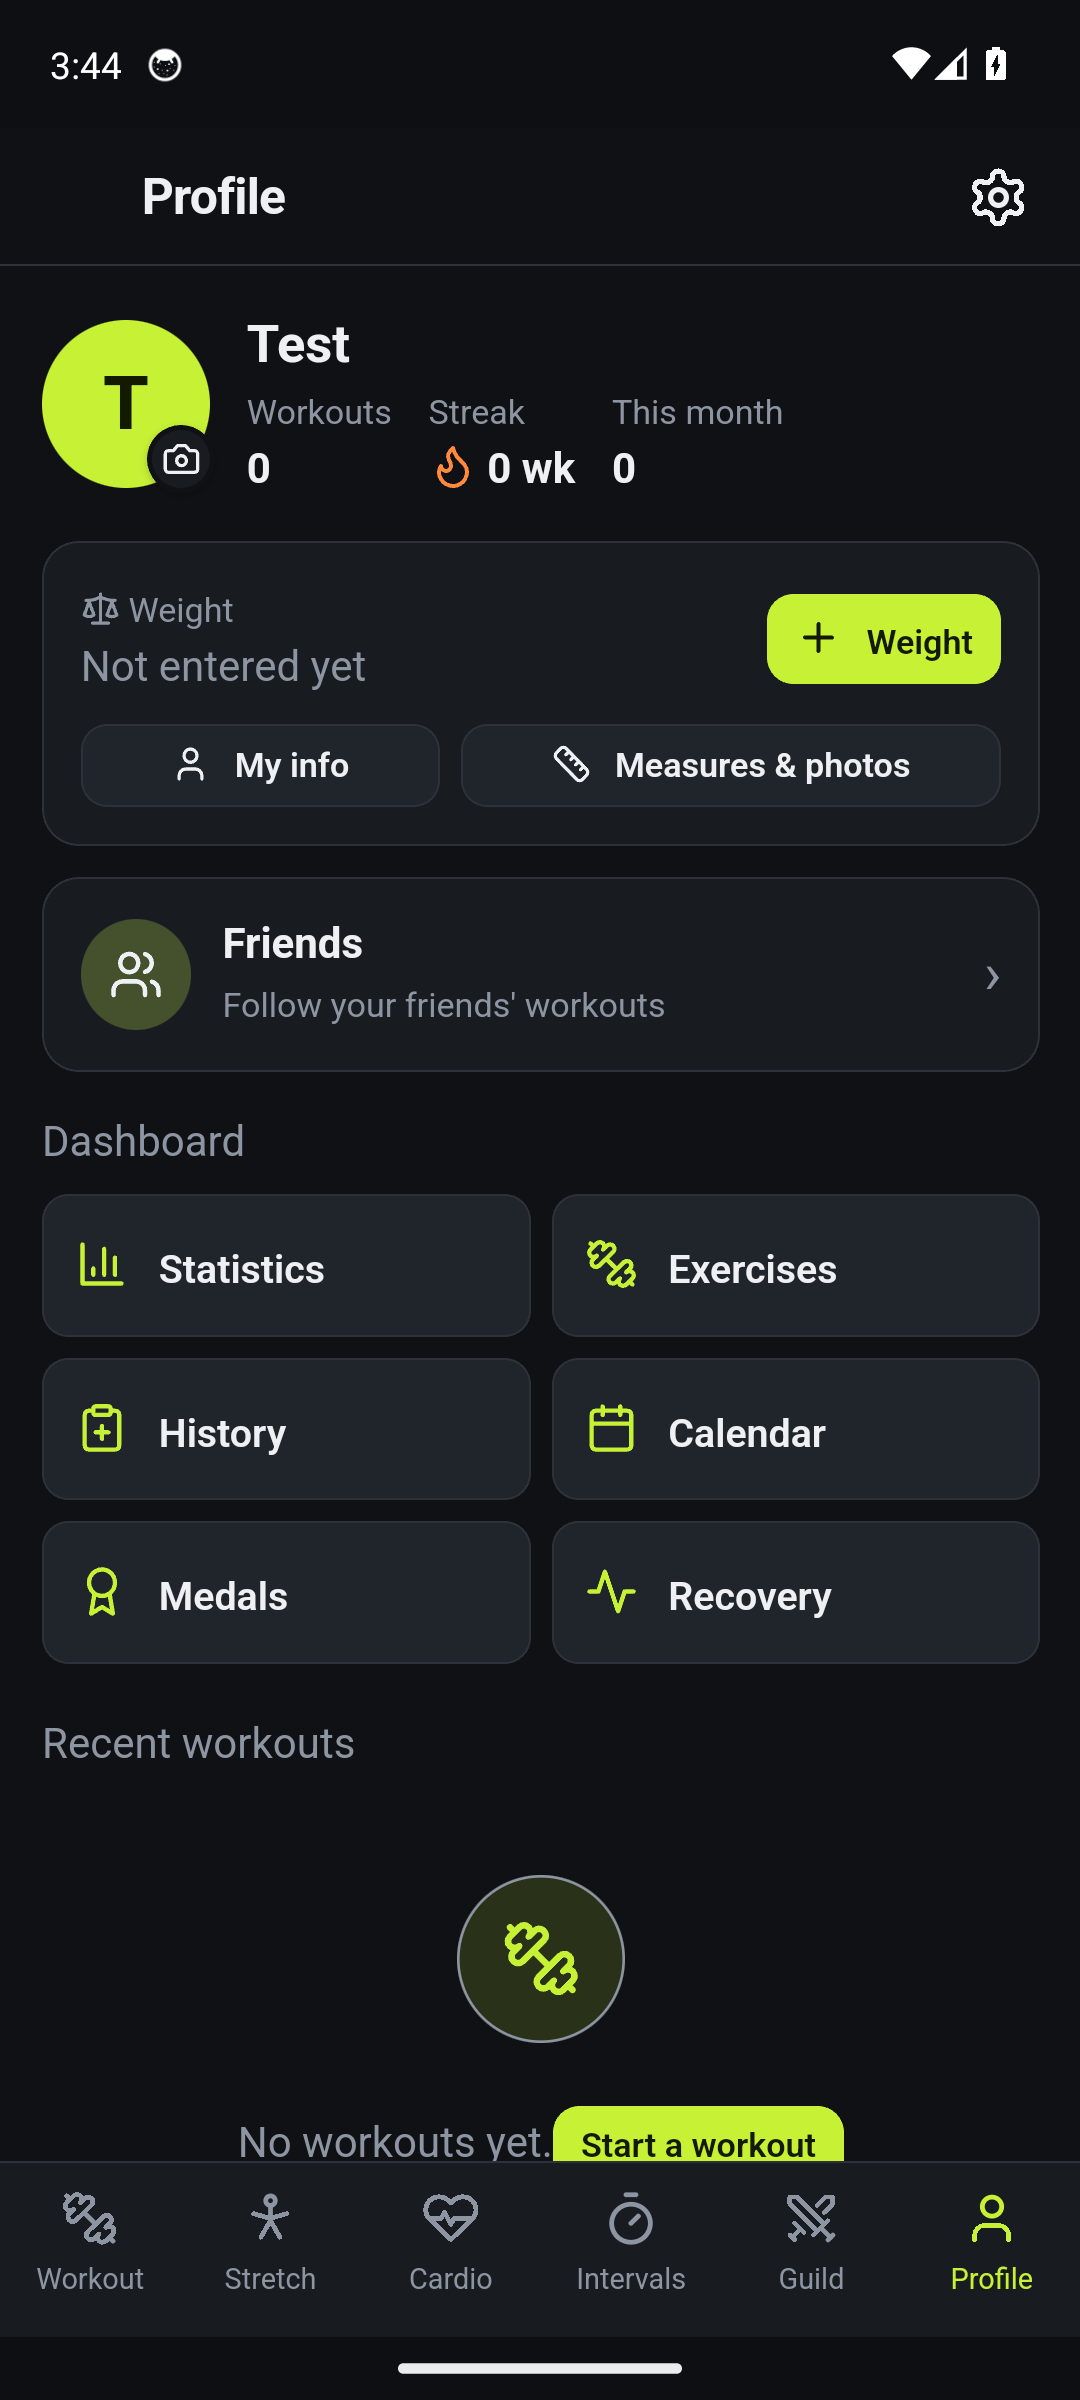 3:44
Profile
T
Test
Workouts Streak This month
0 0 wk 0
Weight
Not entered yet
Weight
My info
Measures & photos
Friends
Follow your friends' workouts
Dashboard
Statistics
Exercises
History
Calendar
Medals
Recovery
Recent workouts
No workouts yet.
Start a workout
Workout Stretch Cardio Intervals Guild Profile